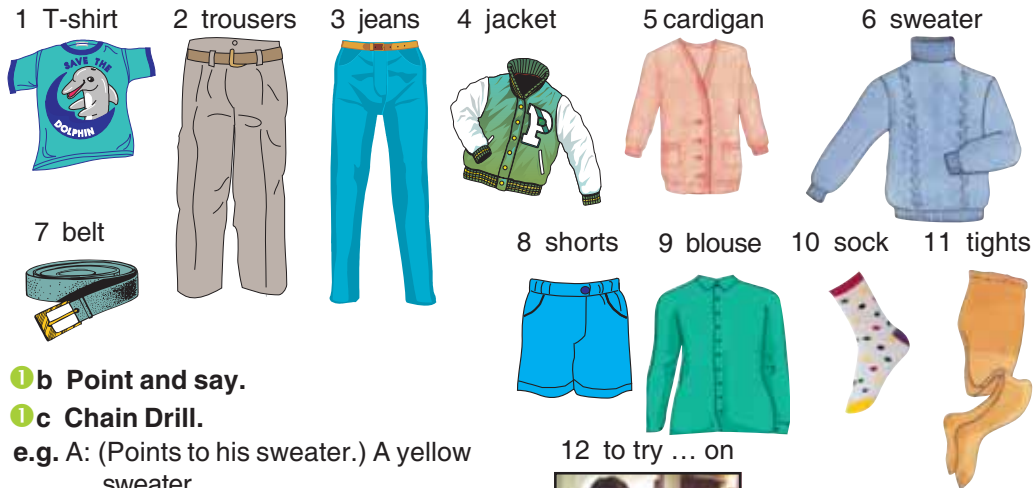 1 T-shirt
2 trousers
3 jeans
4 jacket
5 cardigan
6 sweater
SAVE THE
DOLPHIN
P
7 belt
8 shorts
9 blouse
10 sock
11 tights
1b Point and say.
1c Chain Drill.
e.g. A: (Points to his sweater.) A yellow
sweater
12 to try … on